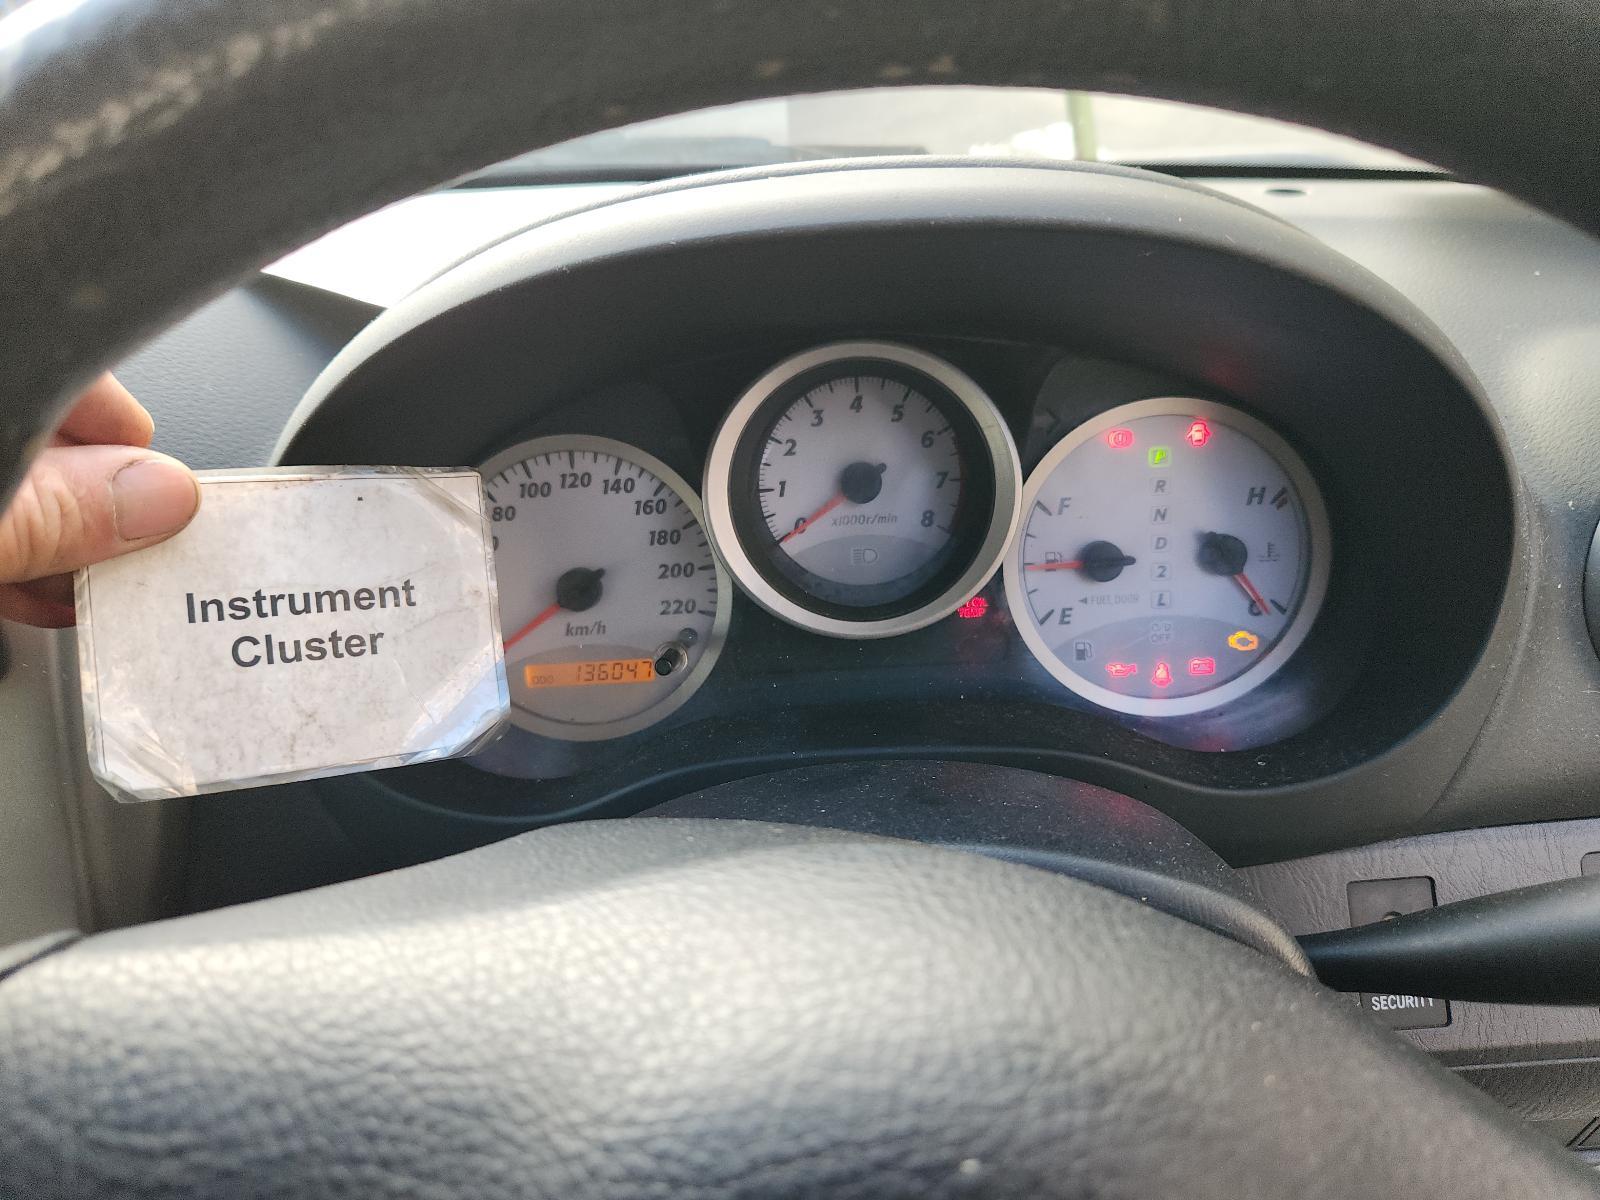 Instrument
Cluster
80
100
120
140
160
180
200
220
km/h
ODO 136047
0
1
2
3
4
5
6
7
8
x1000r/min
P
R
N
D
2
L
O/D
OFF
F
E
◄ FUEL DOOR
H
C
SECURITY